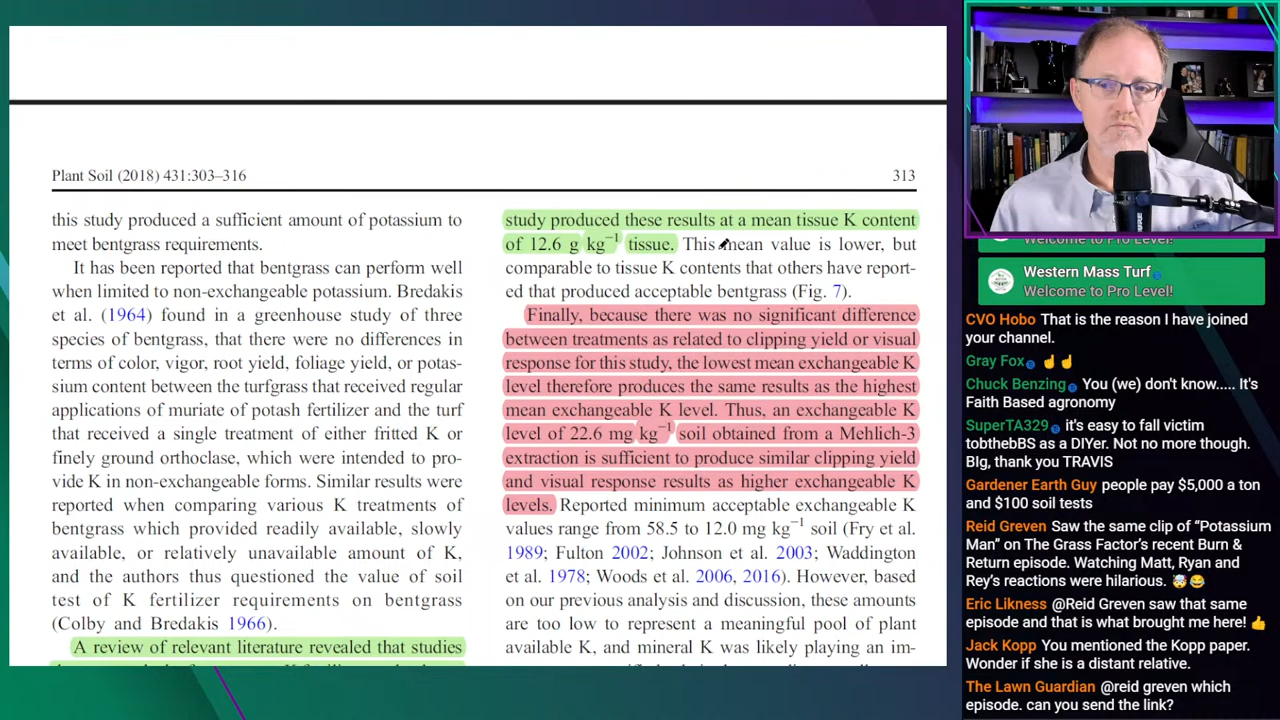 Plant Soil (2018) 431:303–316
313
this study produced a sufficient amount of potassium to
meet bentgrass requirements.
It has been reported that bentgrass can perform well
when limited to non-exchangeable potassium. Bredakis
et al. (1964) found in a greenhouse study of three
species of bentgrass, that there were no differences in
terms of color, vigor, root yield, foliage yield, or potas-
sium content between the turfgrass that received regular
applications of muriate of potash fertilizer and the turf
that received a single treatment of either fritted K or
finely ground orthoclase, which were intended to pro-
vide K in non-exchangeable forms. Similar results were
reported when comparing various K treatments of
bentgrass which provided readily available, slowly
available, or relatively unavailable amount of K,
and the authors thus questioned the value of soil
test of K fertilizer requirements on bentgrass
(Colby and Bredakis 1966).
A review of relevant literature revealed that studies
study produced these results at a mean tissue K content
of 12.6 g kg−1 tissue. This mean value is lower, but
comparable to tissue K contents that others have report-
ed that produced acceptable bentgrass (Fig. 7).
Finally, because there was no significant difference
between treatments as related to clipping yield or visual
response for this study, the lowest mean exchangeable K
level therefore produces the same results as the highest
mean exchangeable K level. Thus, an exchangeable K
level of 22.6 mg kg−1 soil obtained from a Mehlich-3
extraction is sufficient to produce similar clipping yield
and visual response results as higher exchangeable K
levels. Reported minimum acceptable exchangeable K
values range from 58.5 to 12.0 mg kg−1 soil (Fry et al.
1989; Fulton 2002; Johnson et al. 2003; Waddington
et al. 1978; Woods et al. 2006, 2016). However, based
on our previous analysis and discussion, these amounts
are too low to represent a meaningful pool of plant
available K, and mineral K was likely playing an im-
Welcome to Pro Level!
Western Mass Turf
Welcome to Pro Level!
CVO Hobo That is the reason I have joined
your channel.
Gray Fox ☝☝
Chuck Benzing You (we) don't know..... It's
Faith Based agronomy
SuperTA329 it's easy to fall victim
tobthebBS as a DIYer. Not no more though.
BIg, thank you TRAVIS
Gardener Earth Guy people pay $5,000 a ton
and $100 soil tests
Reid Greven Saw the same clip of “Potassium
Man” on The Grass Factor’s recent Burn &
Return episode. Watching Matt, Ryan and
Rey’s reactions were hilarious. 🤯😂
Eric Likness @Reid Greven saw that same
episode and that is what brought me here! 👍
Jack Kopp You mentioned the Kopp paper.
Wonder if she is a distant relative.
The Lawn Guardian @reid greven which
episode. can you send the link?